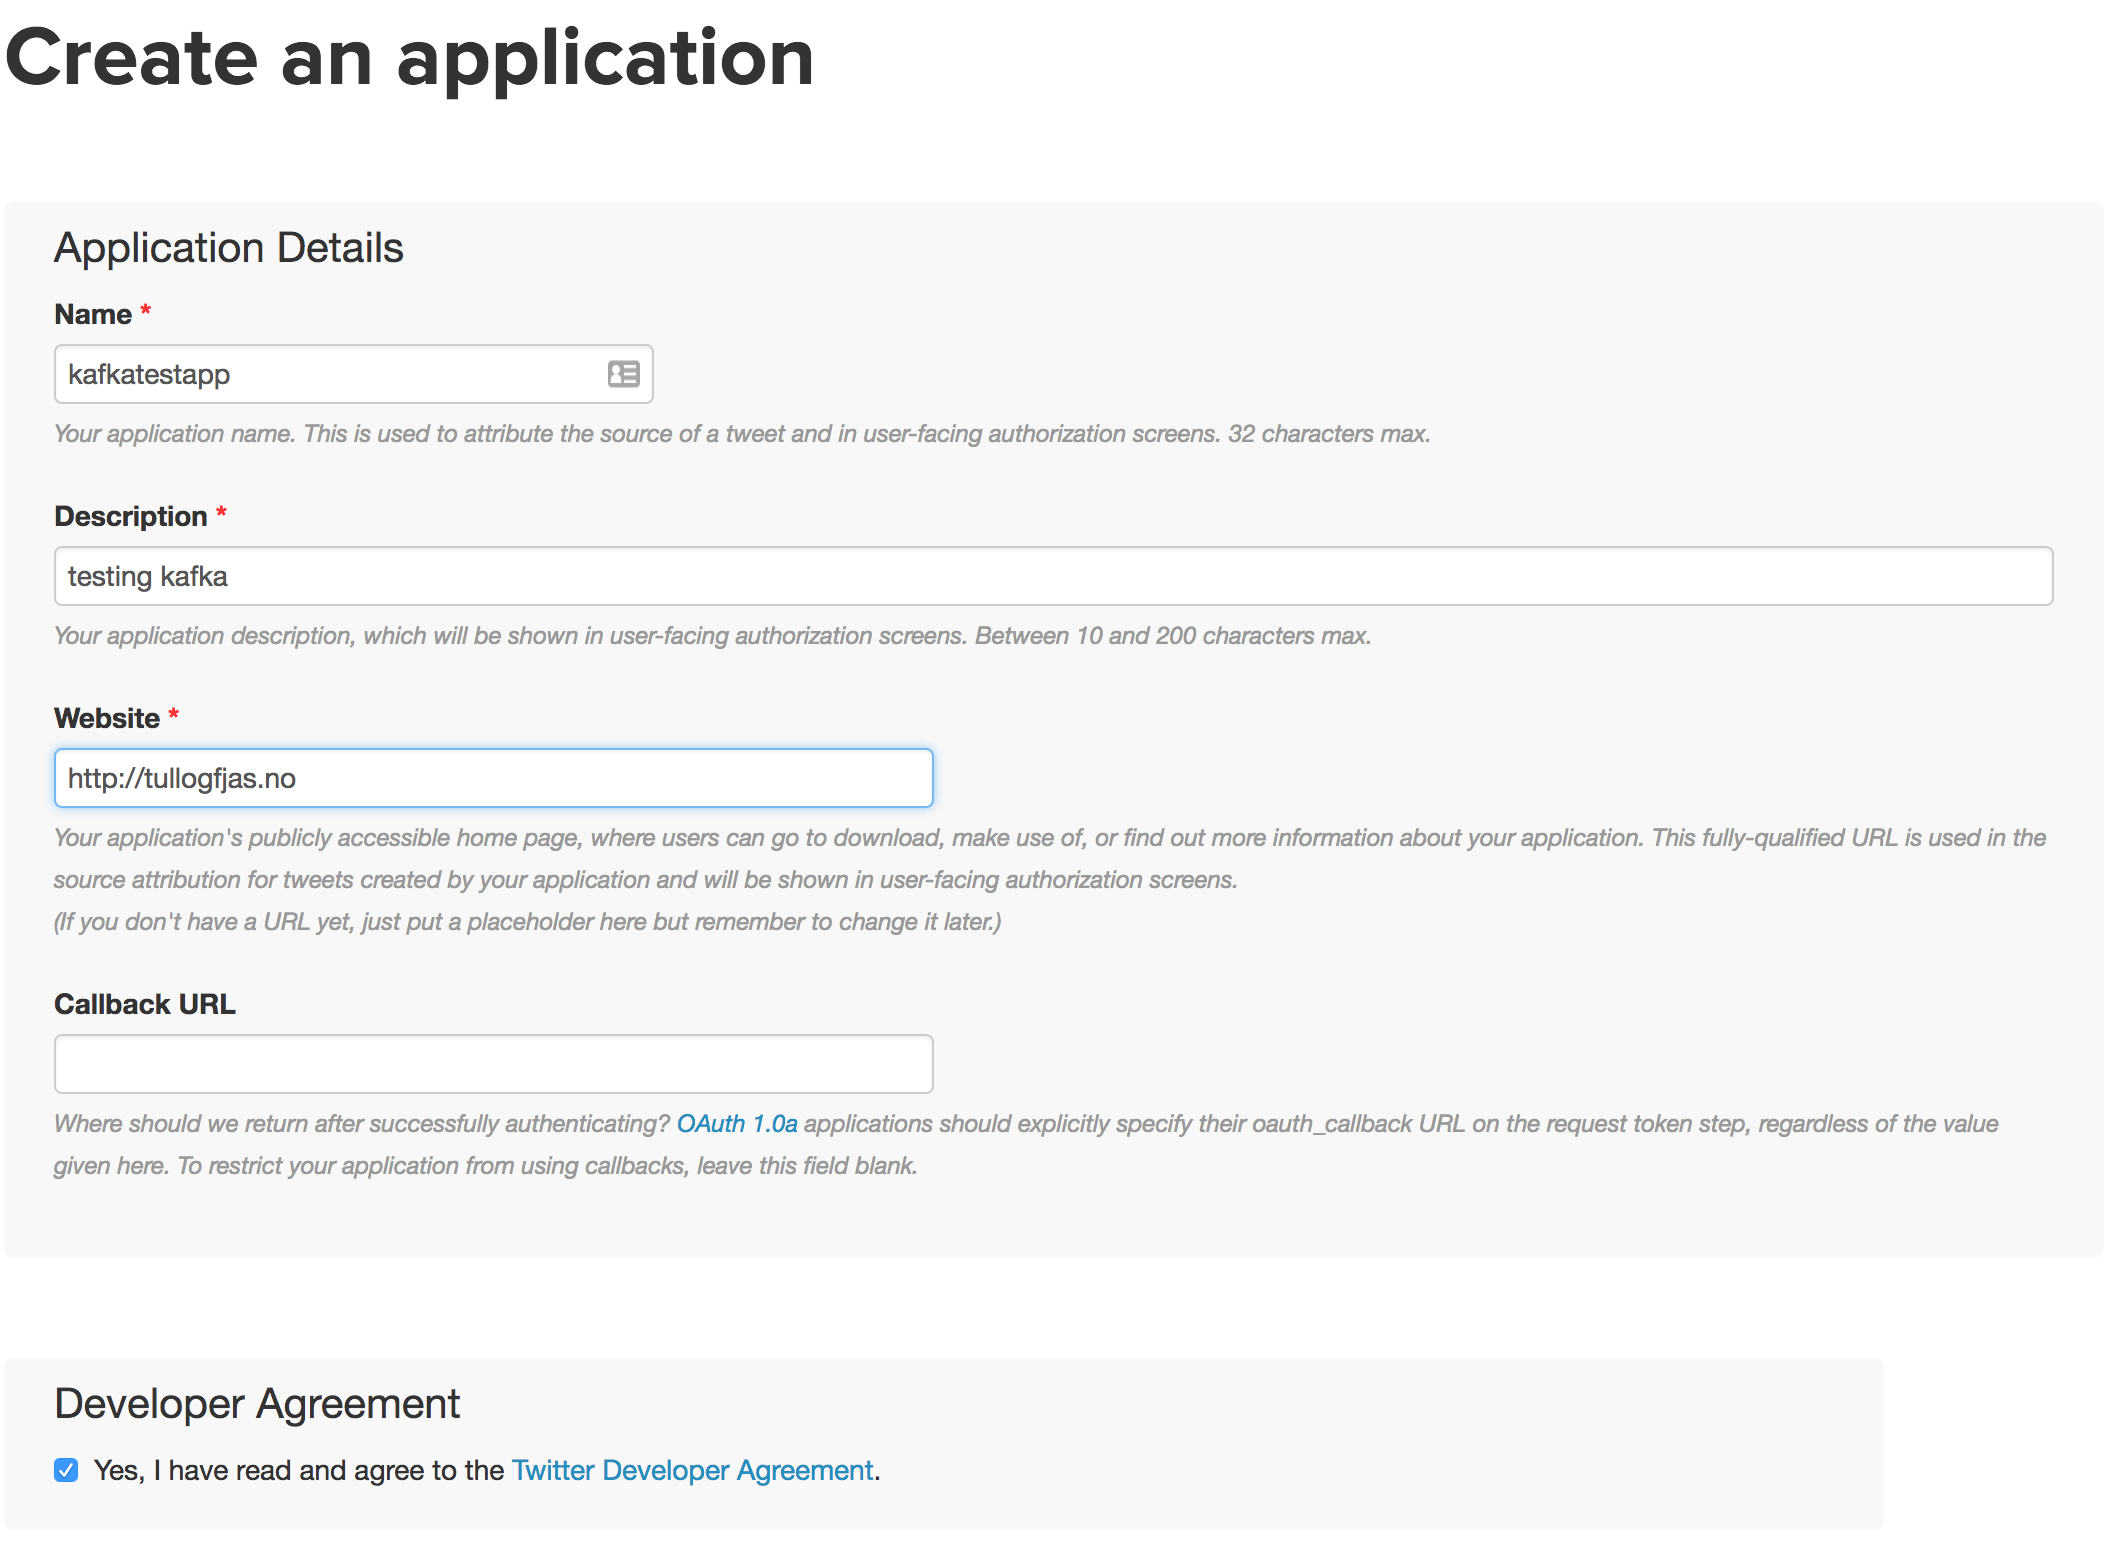 Create an application
Application Details
Name *
kafkatestapp
Your application name. This is used to attribute the source of a tweet and in user-facing authorization screens. 32 characters max.
Description *
testing kafka
Your application description, which will be shown in user-facing authorization screens. Between 10 and 200 characters max.
Website *
http://tullogfjas.no
Your application's publicly accessible home page, where users can go to download, make use of, or find out more information about your application. This fully-qualified URL is used in the
source attribution for tweets created by your application and will be shown in user-facing authorization screens.
(If you don't have a URL yet, just put a placeholder here but remember to change it later.)
Callback URL
Where should we return after successfully authenticating? OAuth 1.0a applications should explicitly specify their oauth_callback URL on the request token step, regardless of the value
given here. To restrict your application from using callbacks, leave this field blank.
Developer Agreement
Yes, I have read and agree to the Twitter Developer Agreement.